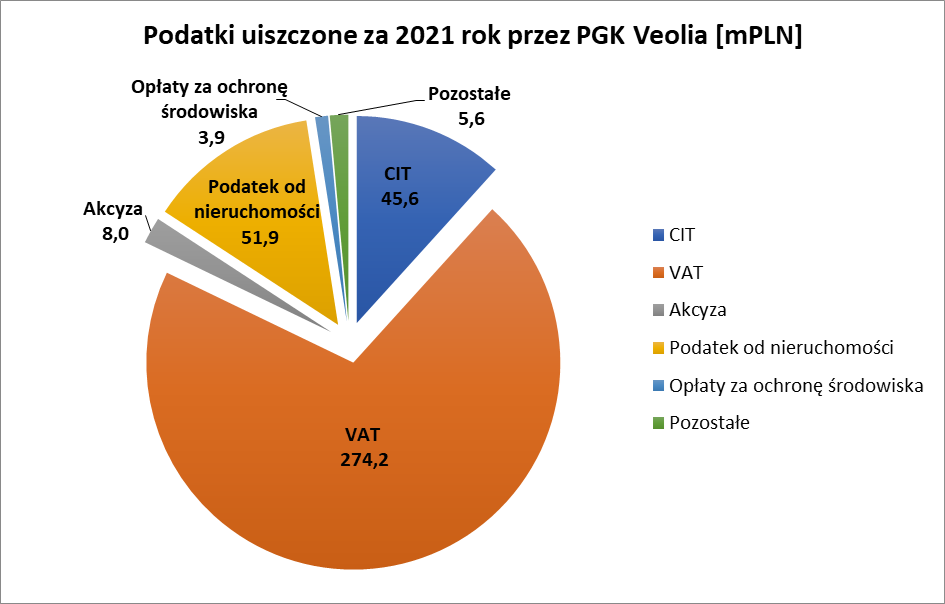 Podatki uiszczone za 2021 rok przez PGK Veolia [mPLN]
Opłaty za ochronę
środowiska
3,9
Pozostałe
5,6
CIT
45,6
Podatek od
nieruchomości
51,9
Akcyza
8,0
VAT
274,2
CIT
VAT
Akcyza
Podatek od nieruchomości
Opłaty za ochronę środowiska
Pozostałe